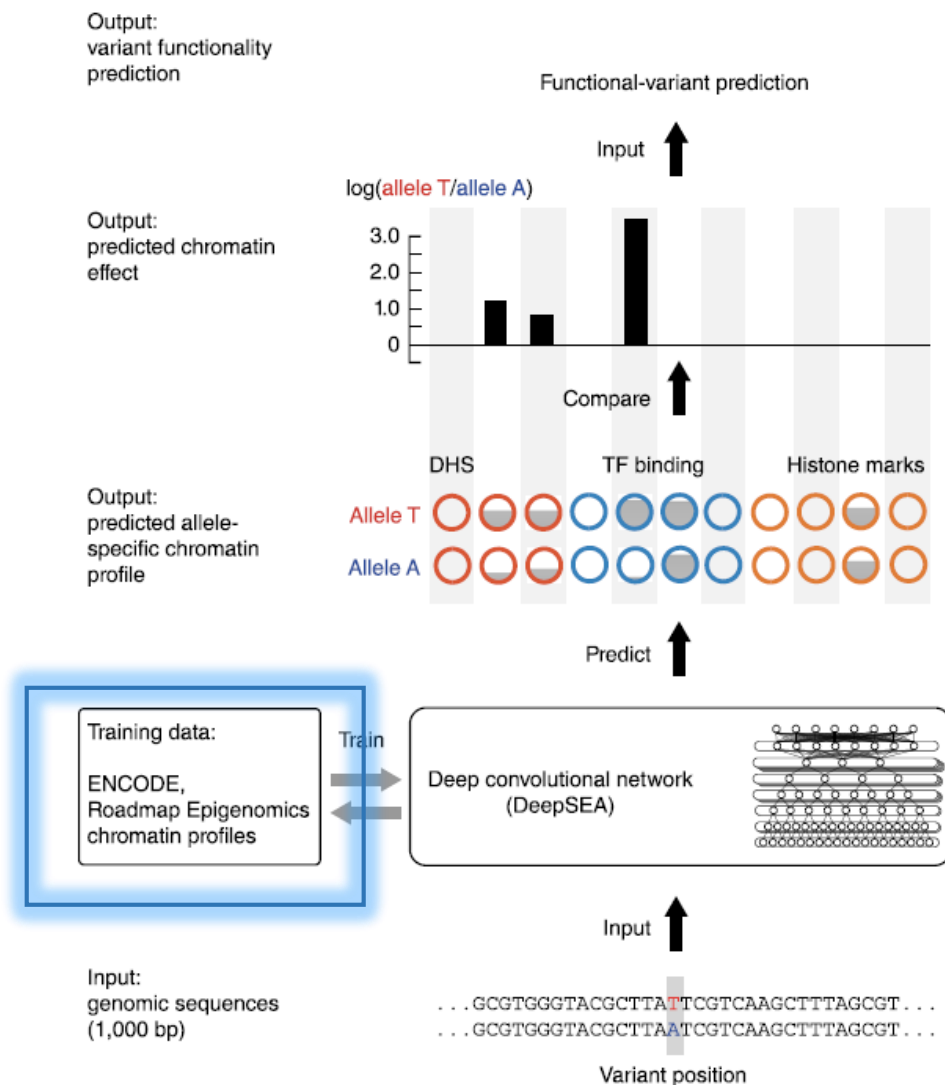 Output:
variant functionality
prediction
Functional-variant prediction
Input
log(allele T/allele A)
Output:
predicted chromatin
effect
3.0
2.0
1.0
0
Compare
DHS
TF binding
Histone marks
Output:
predicted allele-
specific chromatin
profile
Allele T
Allele A
Predict
Training data:
ENCODE,
Roadmap Epigenomics
chromatin profiles
Train
Deep convolutional network
(DeepSEA)
Input
Input:
genomic sequences
(1,000 bp)
...GCGTGGGTACGCTTATTCGTCAAGCTTTAGCGT...
...GCGTGGGTACGCTTAATCGTCAAGCTTTAGCGT...
Variant position